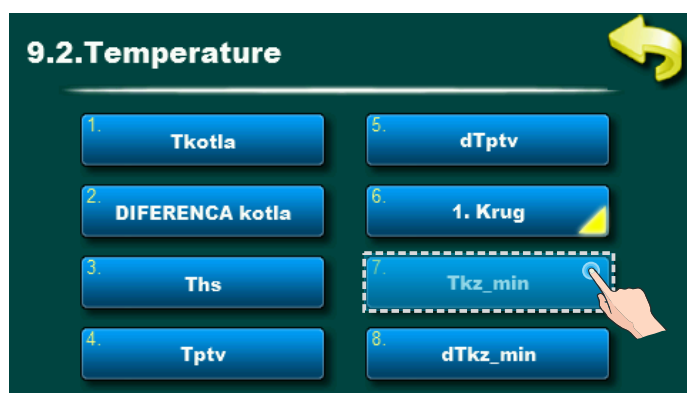 9.2.Temperature
1. Tkotla
2. DIFERENCA kotla
3. Ths
4. Tptv
5. dTptv
6. 1. Krug
7. Tkz_min
8. dTkz_min